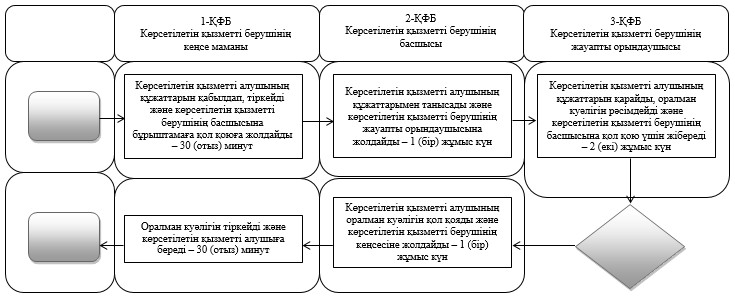 1-ҚФБ
Көрсетілетін қызметті берушінің
кеңсе маманы
2-ҚФБ
Көрсетілетін қызметті берушінің
басшысы
3-ҚФБ
Көрсетілетін қызметті берушінің
жауапты орындаушысы
Көрсетілетін қызметті алушының
құжаттарын қабылдап, тіркейді
және көрсетілетін қызметті
берушінің басшысына
бұрыштамаға қол қоюға жолдайды
– 30 (отыз) минут
Көрсетілетін қызметті алушының
құжаттарымен танысады және
көрсетілетін қызметті берушінің
жауапты орындаушысына
жолдайды – 1 (бір) жұмыс күн
Көрсетілетін қызметті алушының
құжаттарын қарайды, оралман
куәлігін рәсімдейді және
көрсетілетін қызметті берушінің
басшысына қол қою үшін жібереді
– 2 (екі) жұмыс күн
Оралман куәлігін тіркейді және
көрсетілетін қызметті алушыға
береді – 30 (отыз) минут
Көрсетілетін қызметті алушының
оралман куәлігін қол қояды және
көрсетілетін қызметті берушінің
кеңсесіне жолдайды – 1 (бір)
жұмыс күн